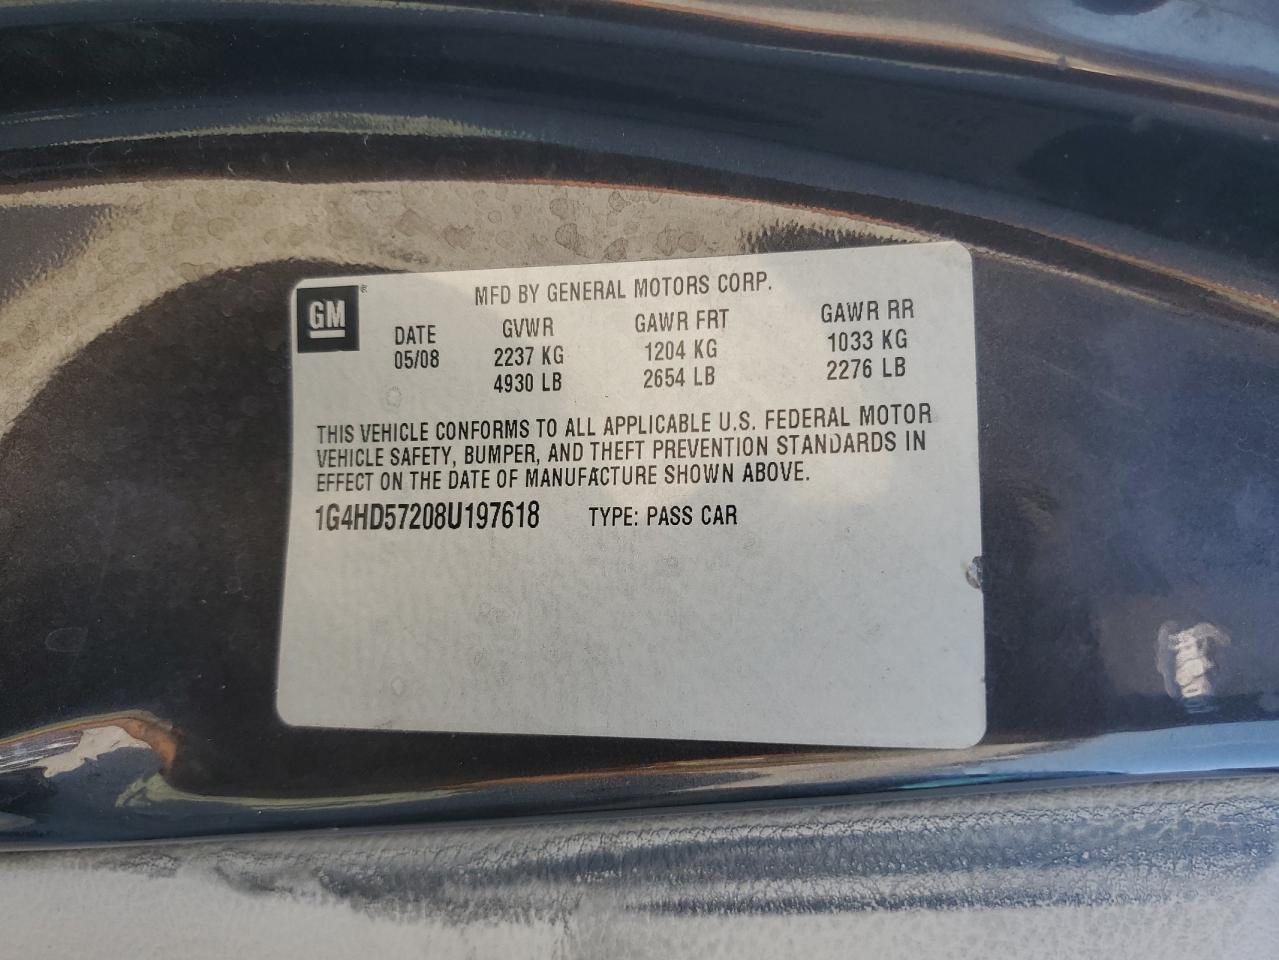 MFD BY GENERAL MOTORS CORP.
GM®
DATE GVWR GAWR FRT GAWR RR
05/08 2237 KG 1204 KG 1033 KG
4930 LB 2654 LB 2276 LB
THIS VEHICLE CONFORMS TO ALL APPLICABLE U.S. FEDERAL MOTOR
VEHICLE SAFETY, BUMPER, AND THEFT PREVENTION STANDARDS IN
EFFECT ON THE DATE OF MANUFACTURE SHOWN ABOVE.
1G4HD57208U197618 TYPE: PASS CAR